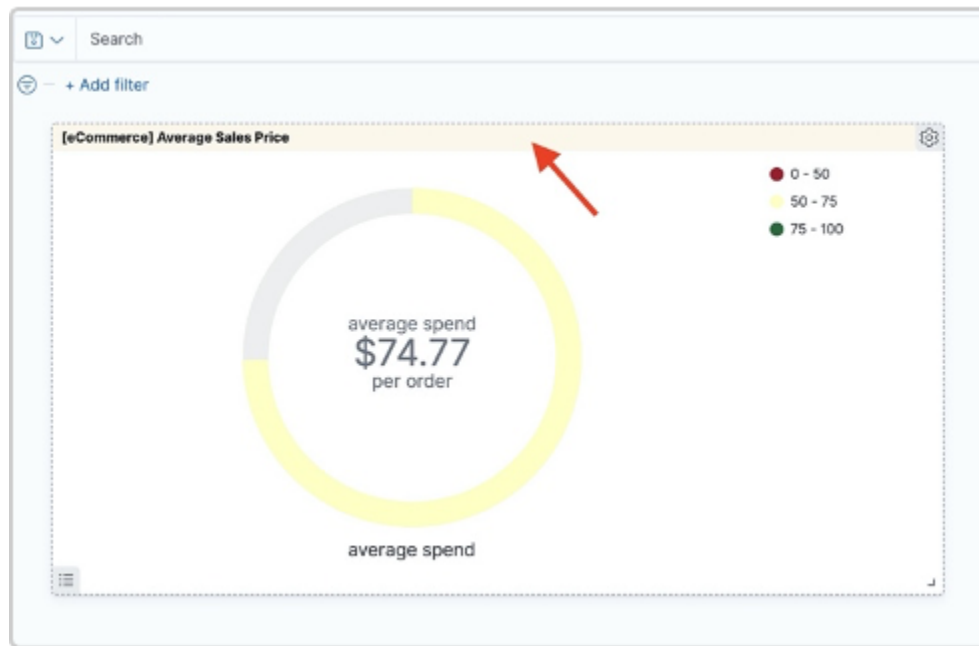 Search
+ Add filter
[eCommerce] Average Sales Price
0 - 50
50 - 75
75 - 100
average spend
$74.77
per order
average spend